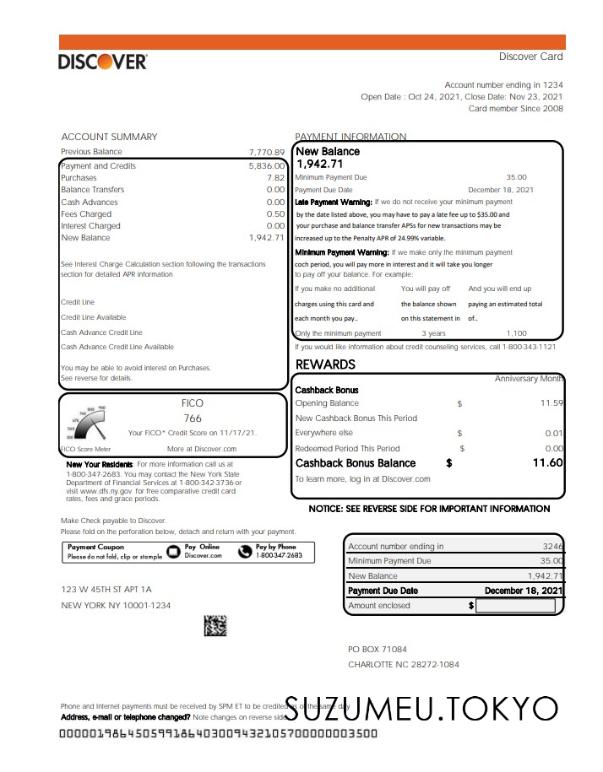 DISCOVER
Discover Card
Account number ending in 1234
Open Date : Oct 24, 2021, Close Date: Nov 23, 2021
Card member Since 2008
ACCOUNT SUMMARY
Previous Balance 7,770.89
Payment and Credits 5,836.00
Purchases 7.82
Balance Transfers 0.00
Cash Advances 0.00
Fees Charged 0.50
Interest Charged 0.00
New Balance 1,942.71
See Interest Charge Calculation section following the transactions
section for detailed APR information
Credit Line
Credit Line Available
Cash Advance Credit Line
Cash Advance Credit Line Available
You may be able to avoid interest on Purchases.
See reverse for details.
PAYMENT INFORMATION
New Balance
1,942.71
Minimum Payment Due 35.00
Payment Due Date December 18, 2021
Late Payment Warning: If we do not receive your minimum payment
by the date listed above, you may have to pay a late fee up to $35.00 and
your purchase and balance transfer APSs for new transactions may be
increased up to the Penalty APR of 24.99% variable.
Minimum Payment Warning: If we make only the minimum payment
coch period, you will pay more in interest and it will take you longer
to pay off your balance. For example:
If you make no additional You will pay off And you will end up
charges using this card and the balance shown paying an estimated total
each month you pay.. on this statement in of..
Only the minimum payment 3 years 1,100
If you would like information about credit counseling services, call 1-800-343-1121
FICO
766
Your FICO* Credit Score on 11/17/21.
FICO Score Meter More at Discover.com
REWARDS
Anniversary Month
Cashback Bonus
Opening Balance $ 11.59
New Cashback Bonus This Period
Everywhere else $ 0.01
Redeemed Period This Period $ 0.00
Cashback Bonus Balance $ 11.60
To learn more, log in at Discover.com
New Your Residents: For more information call us at
1-800-347-2683. You may contact the New York State
Department of Financial Services at 1-800-342-3736 or
visit www.dfs.ny.gov for free comparative credit card
rates, fees and grace periods.
NOTICE: SEE REVERSE SIDE FOR IMPORTANT INFORMATION
Make Check payable to Discover.
Please fold on the perforation below, detach and return with your payment.
Payment Coupon
Please do not fold, clip or stample
Pay Online
Discover.com
Pay by Phone
1-800-347-2683
Account number ending in 3246
Minimum Payment Due 35.00
New Balance 1,942.71
Payment Due Date December 18, 2021
Amount enclosed $
123 W 45TH ST APT 1A
NEW YORK NY 10001-1234
PO BOX 71084
CHARLOTTE NC 28272-1084
Phone and Internet payments must be received by 5PM ET to be credited as of the same day
Address, e-mail or telephone changed? Note changes on reverse side
SUZUMEU.TOKYO